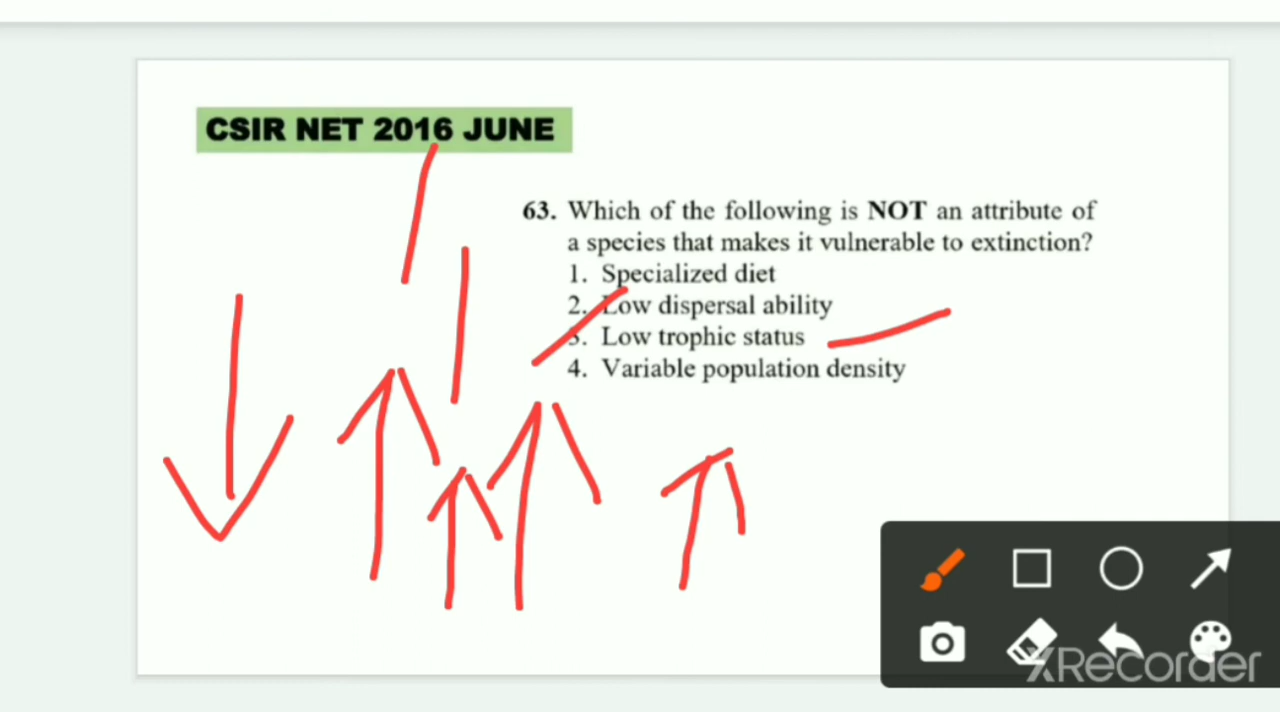 CSIR NET 2016 JUNE
63. Which of the following is NOT an attribute of
a species that makes it vulnerable to extinction?
1. Specialized diet
2. Low dispersal ability
3. Low trophic status
4. Variable population density
XRecorder